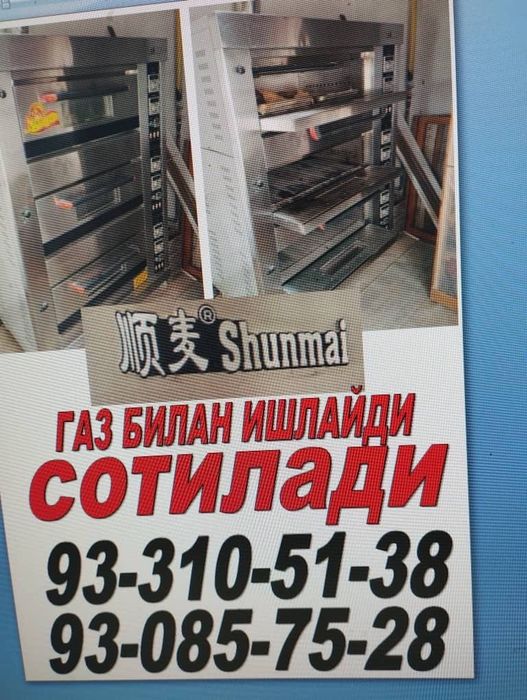 顺麦® Shunmai
ГАЗ БИЛАН ИШЛАЙДИ
СОТИЛАДИ
93-310-51-38
93-085-75-28